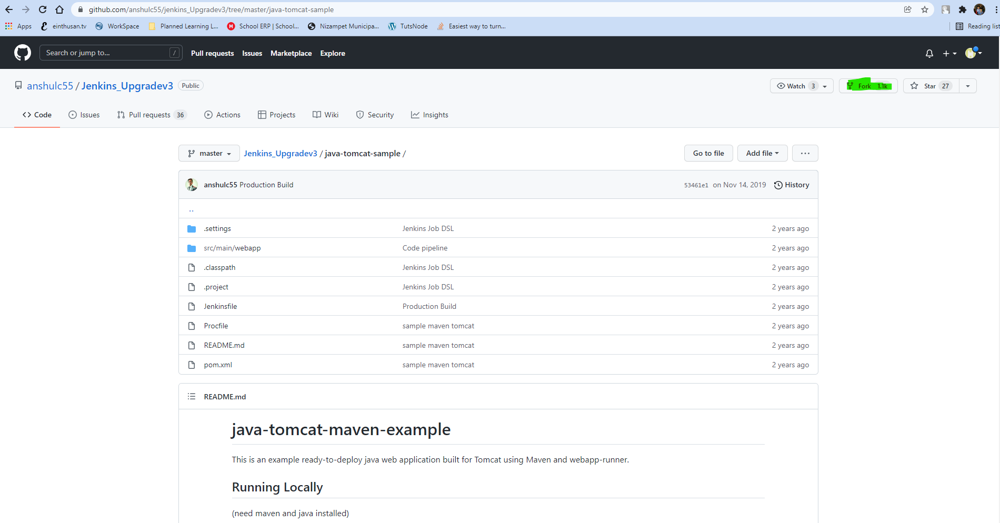 github.com/anshulc55/jenkins_Upgradev3/tree/master/java-tomcat-sample
Apps einthusan.tv WorkSpace Planned Learning L... School ERP | School... Nizampet Municipa... TutsNode Easiest way to turn... Reading list
Search or jump to... / Pull requests Issues Marketplace Explore
anshulc55 / Jenkins_Upgradev3 Public Watch 3 Fork 1.1k Star 27
Code Issues Pull requests 36 Actions Projects Wiki Security Insights
master Jenkins_Upgradev3 / java-tomcat-sample / Go to file Add file ...
anshulc55 Production Build 53461e1 on Nov 14, 2019 History
..
.settings Jenkins Job DSL 2 years ago
src/main/webapp Code pipeline 2 years ago
.classpath Jenkins Job DSL 2 years ago
.project Jenkins Job DSL 2 years ago
Jenkinsfile Production Build 2 years ago
Procfile sample maven tomcat 2 years ago
README.md sample maven tomcat 2 years ago
pom.xml sample maven tomcat 2 years ago
README.md
java-tomcat-maven-example
This is an example ready-to-deploy java web application built for Tomcat using Maven and webapp-runner.
Running Locally
(need maven and java installed)